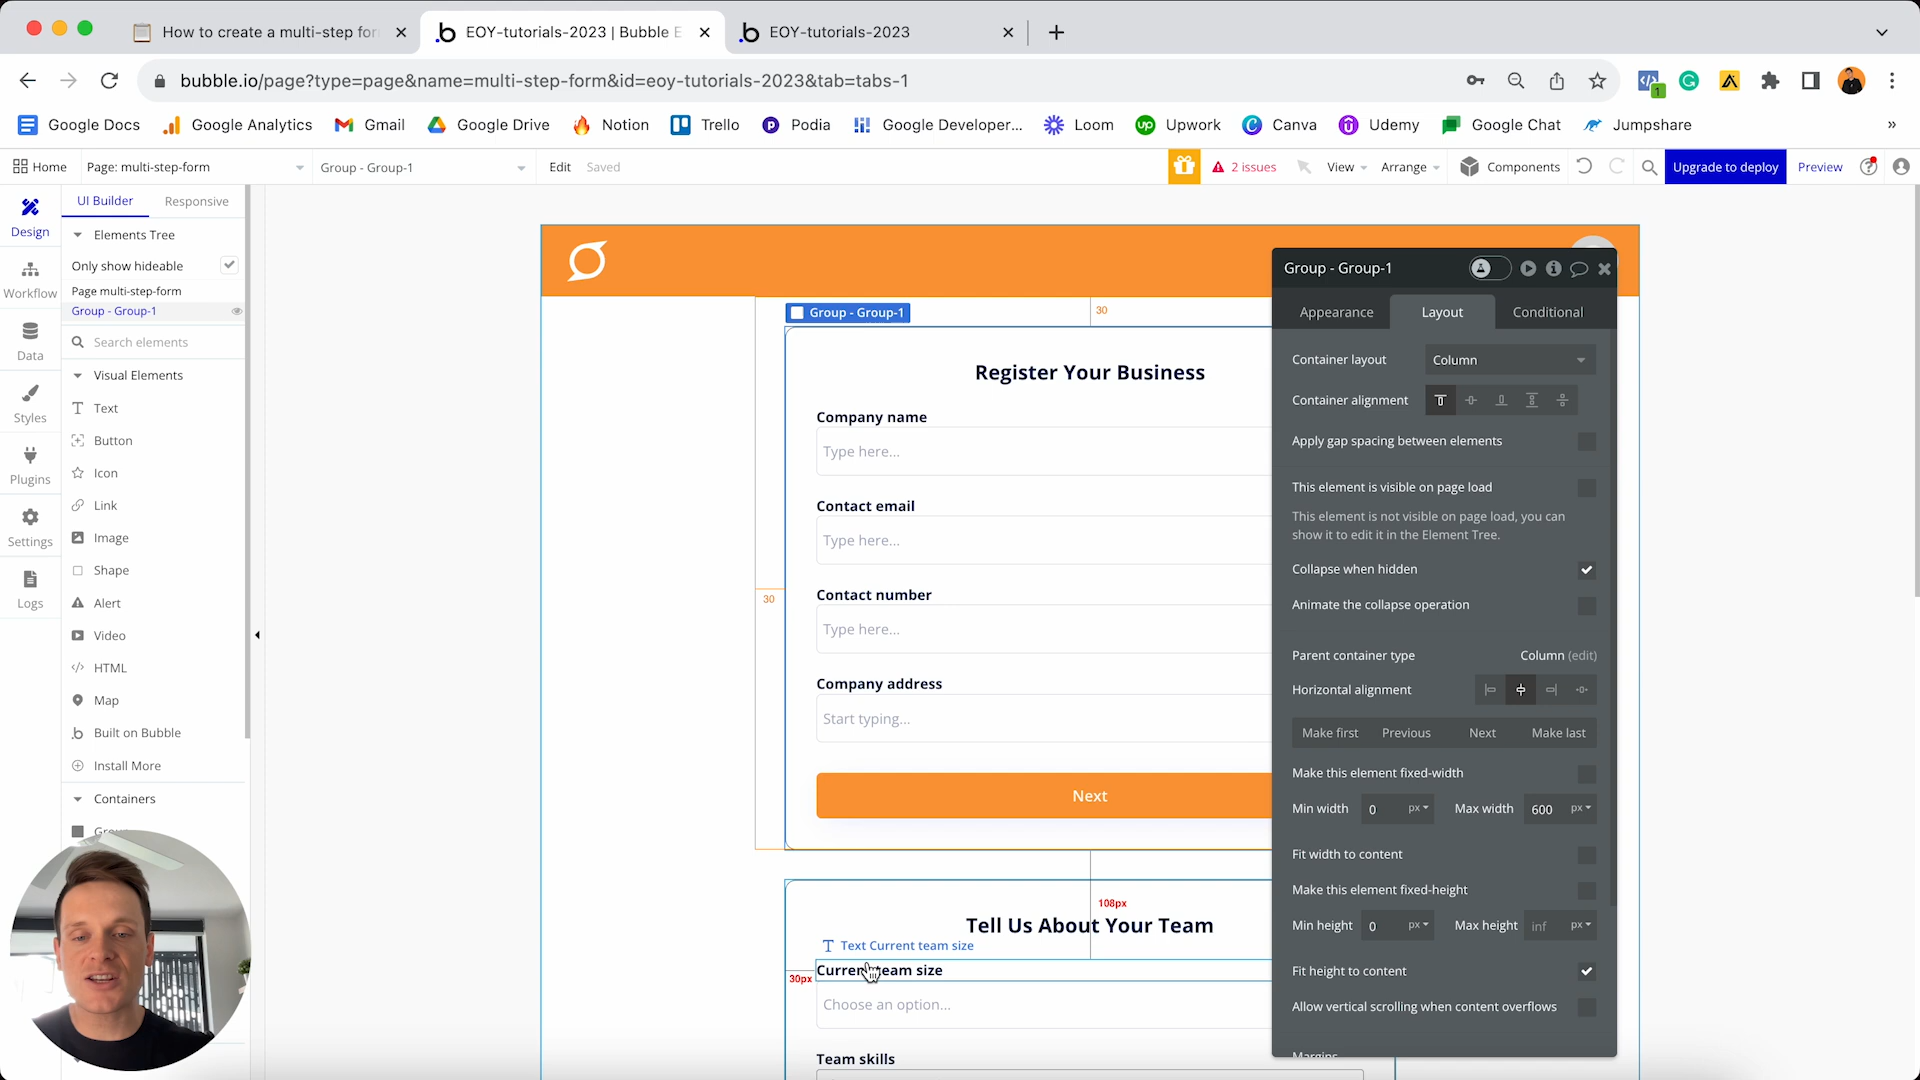 How to create a multi-step for
EOY-tutorials-2023 | Bubble E
EOY-tutorials-2023
bubble.io/page?type=page&name=multi-step-form&id=eoy-tutorials-2023&tab=tabs-1
1
Google Docs
Google Analytics
Gmail
Google Drive
Notion
Trello
Podia
Google Developer...
Loom
Upwork
Canva
Udemy
Google Chat
Jumpshare
»
Home
Page: multi-step-form
Group - Group-1
Edit
Saved
2 issues
View
Arrange
Components
Upgrade to deploy
Preview
Design
Workflow
Data
Styles
Plugins
Settings
Logs
UI Builder
Responsive
Elements Tree
Only show hideable
Page multi-step-form
Group - Group-1
Search elements
Visual Elements
Text
Button
Icon
Link
Image
Shape
Alert
Video
HTML
Map
Built on Bubble
Install More
Containers
Group - Group-1
30
Register Your Business
Company name
Type here...
Contact email
Type here...
Contact number
30
Type here...
Company address
Start typing...
Next
108px
Tell Us About Your Team
Text Current team size
30px
Current team size
Choose an option...
Team skills
Group - Group-1
Appearance
Layout
Conditional
Container layout
Column
Container alignment
Apply gap spacing between elements
This element is visible on page load
This element is not visible on page load, you can
show it to edit it in the Element Tree.
Collapse when hidden
Animate the collapse operation
Parent container type
Column (edit)
Horizontal alignment
Make first
Previous
Next
Make last
Make this element fixed-width
Min width
0
px
Max width
600
px
Fit width to content
Make this element fixed-height
Min height
0
px
Max height
inf
px
Fit height to content
Allow vertical scrolling when content overflows
Margins